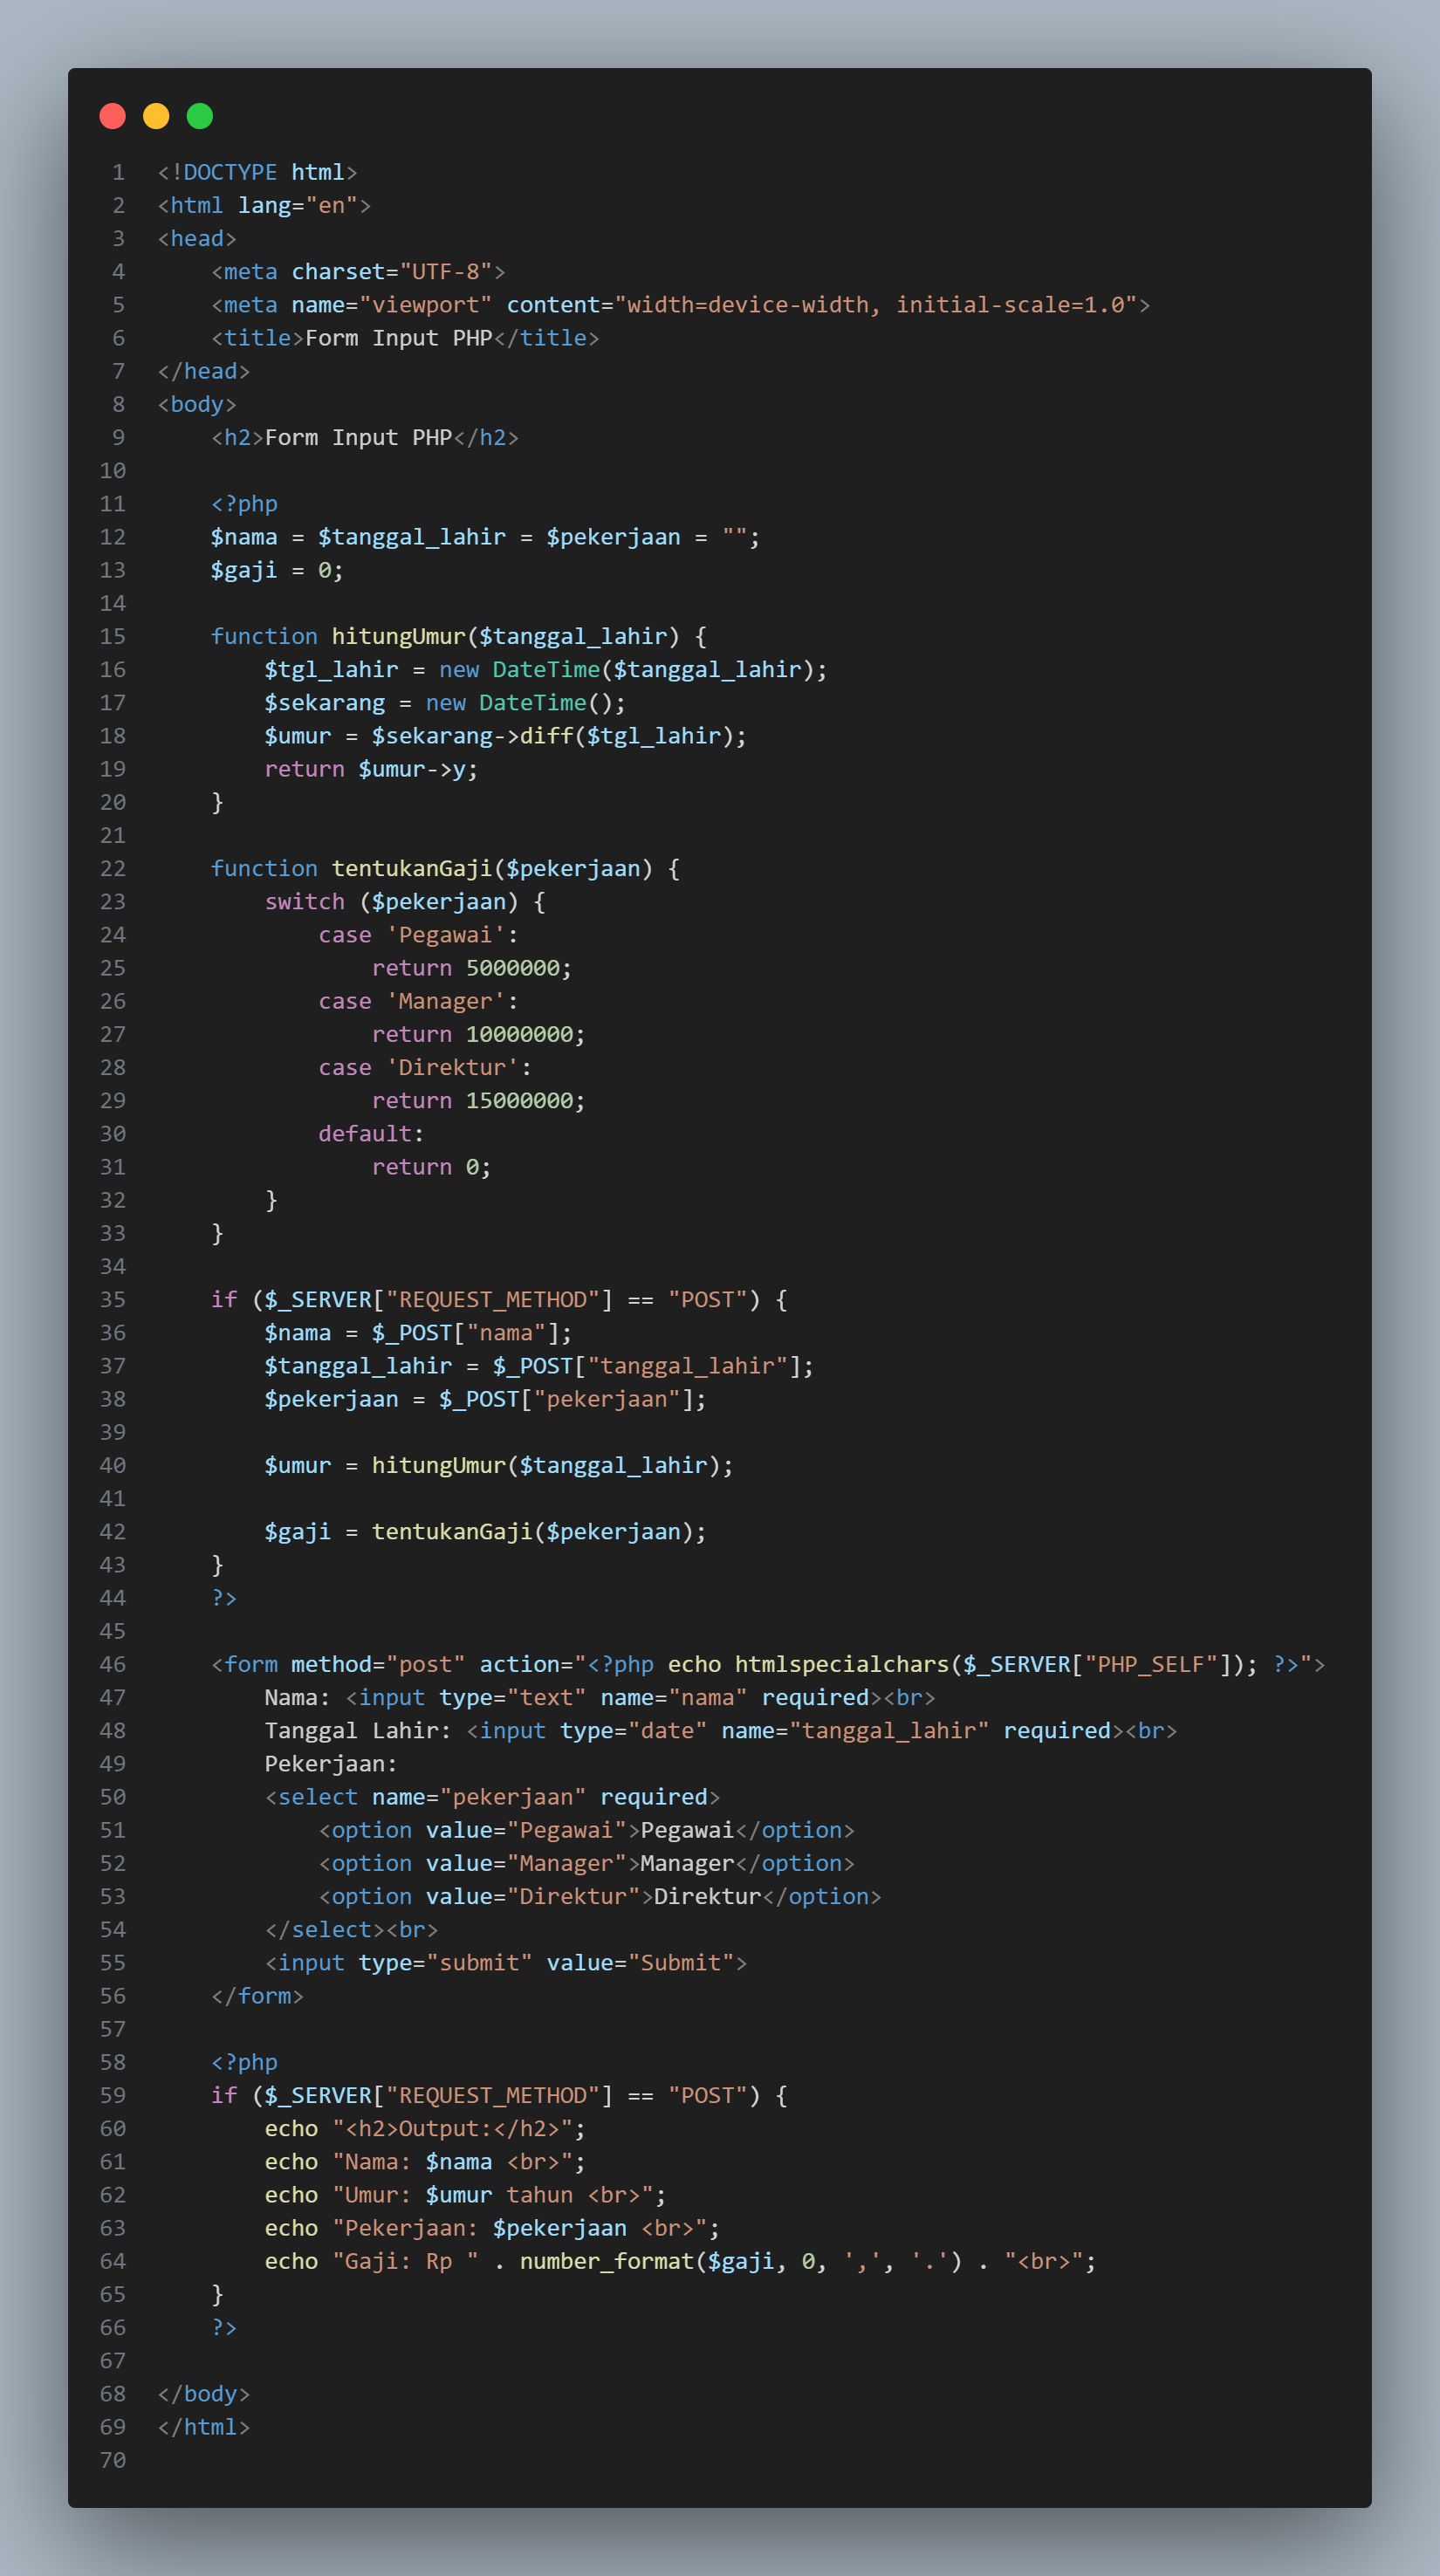 1 <!DOCTYPE html>
2 <html lang="en">
3 <head>
4     <meta charset="UTF-8">
5     <meta name="viewport" content="width=device-width, initial-scale=1.0">
6     <title>Form Input PHP</title>
7 </head>
8 <body>
9     <h2>Form Input PHP</h2>
10
11     <?php
12     $nama = $tanggal_lahir = $pekerjaan = "";
13     $gaji = 0;
14
15     function hitungUmur($tanggal_lahir) {
16         $tgl_lahir = new DateTime($tanggal_lahir);
17         $sekarang = new DateTime();
18         $umur = $sekarang->diff($tgl_lahir);
19         return $umur->y;
20     }
21
22     function tentukanGaji($pekerjaan) {
23         switch ($pekerjaan) {
24             case 'Pegawai':
25                 return 5000000;
26             case 'Manager':
27                 return 10000000;
28             case 'Direktur':
29                 return 15000000;
30             default:
31                 return 0;
32         }
33     }
34
35     if ($_SERVER["REQUEST_METHOD"] == "POST") {
36         $nama = $_POST["nama"];
37         $tanggal_lahir = $_POST["tanggal_lahir"];
38         $pekerjaan = $_POST["pekerjaan"];
39
40         $umur = hitungUmur($tanggal_lahir);
41
42         $gaji = tentukanGaji($pekerjaan);
43     }
44     ?>
45
46     <form method="post" action="<?php echo htmlspecialchars($_SERVER["PHP_SELF"]); ?>">
47         Nama: <input type="text" name="nama" required><br>
48         Tanggal Lahir: <input type="date" name="tanggal_lahir" required><br>
49         Pekerjaan:
50         <select name="pekerjaan" required>
51             <option value="Pegawai">Pegawai</option>
52             <option value="Manager">Manager</option>
53             <option value="Direktur">Direktur</option>
54         </select><br>
55         <input type="submit" value="Submit">
56     </form>
57
58     <?php
59     if ($_SERVER["REQUEST_METHOD"] == "POST") {
60         echo "<h2>Output:</h2>";
61         echo "Nama: $nama <br>";
62         echo "Umur: $umur tahun <br>";
63         echo "Pekerjaan: $pekerjaan <br>";
64         echo "Gaji: Rp " . number_format($gaji, 0, ',', '.') . "<br>";
65     }
66     ?>
67
68 </body>
69 </html>
70